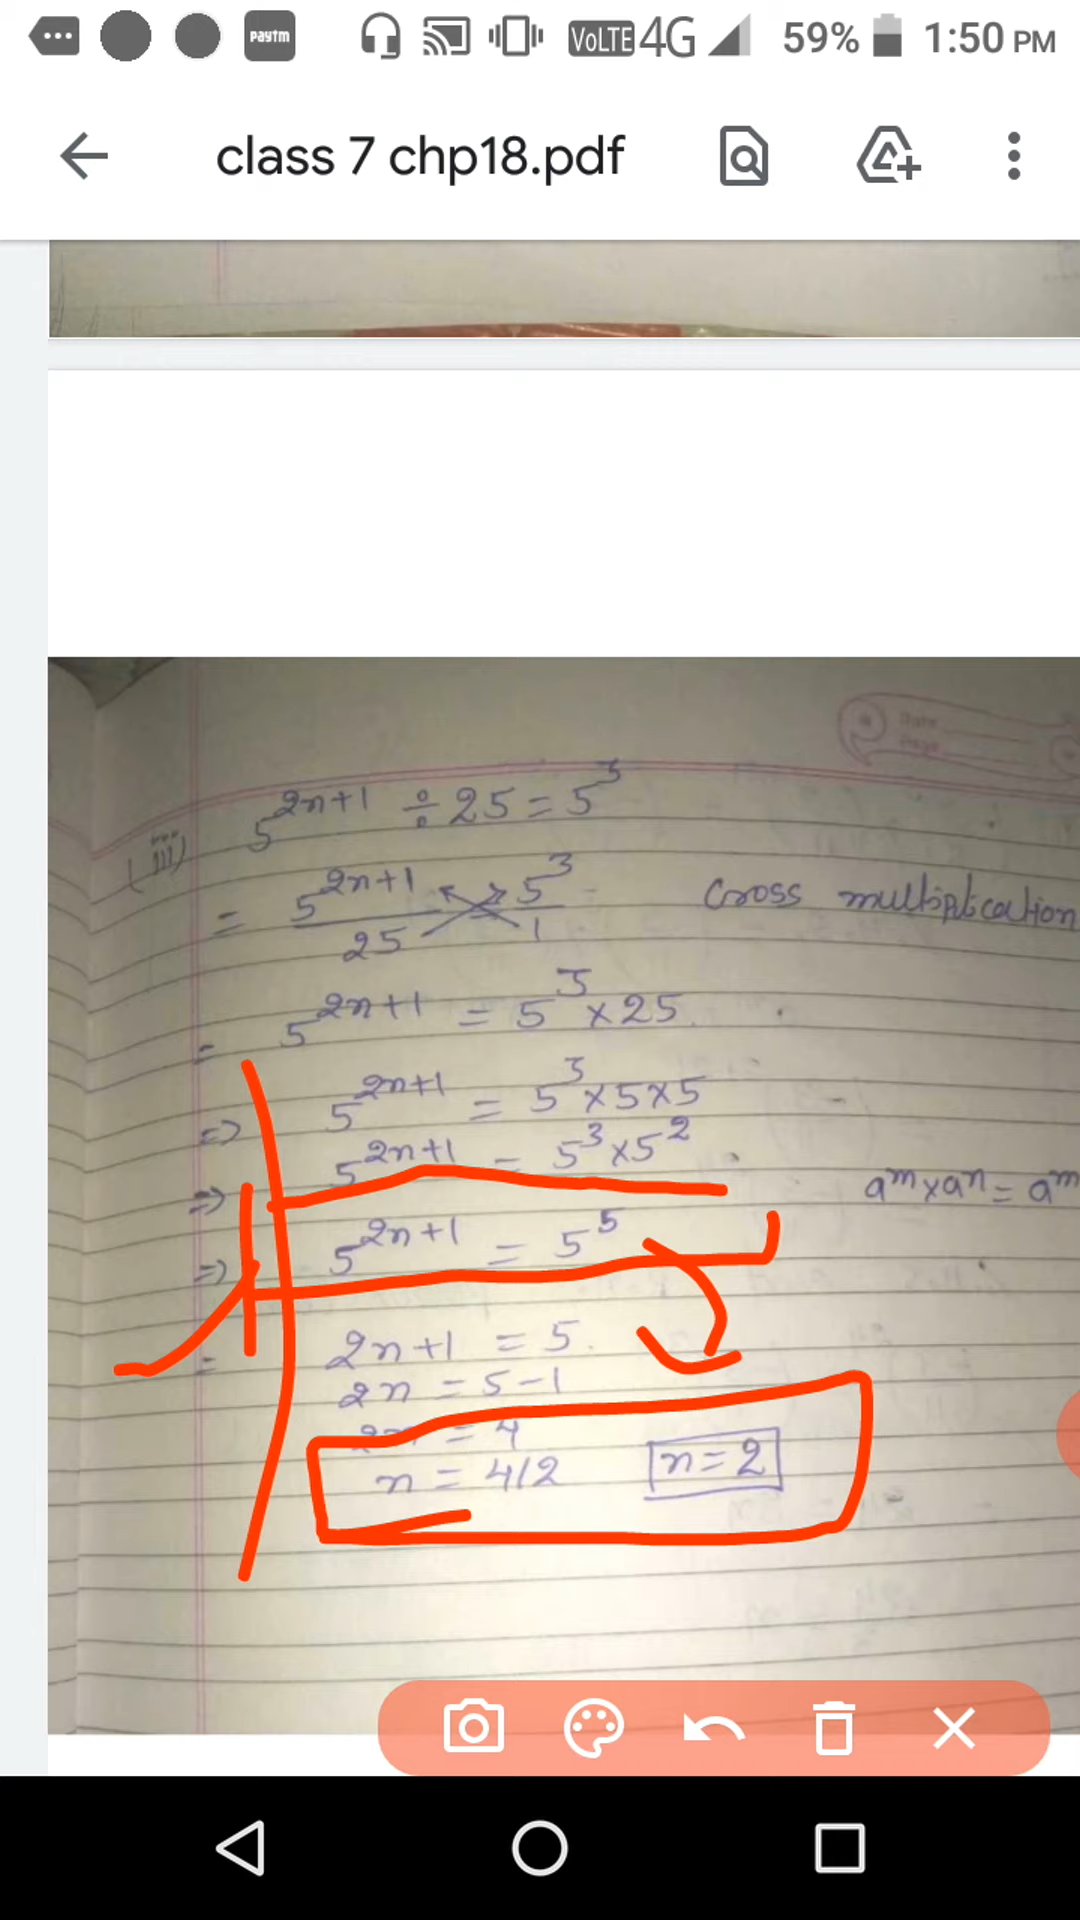 paytm VoLTE 4G 59% 1:50 PM
class 7 chp18.pdf
(iii) 5^2n+1 ÷ 25 = 5^3
= 5^2n+1 / 25 5^3 / 1 Cross multiplication
= 5^2n+1 = 5^3 × 25
=> 5^2n+1 = 5^3 × 5 × 5
=> 5^2n+1 = 5^3 × 5^2 a^m × a^n = a^m
=> 5^2n+1 = 5^5
= 2n+1 = 5
2n = 5-1
2n = 4
n = 4/2 n = 2